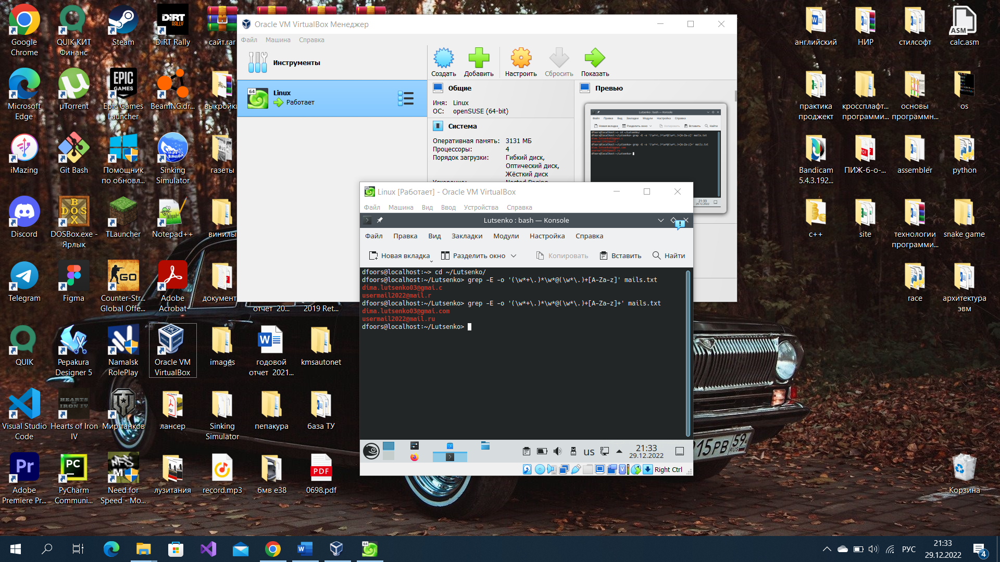 Google
Chrome
QUIK КИТ
Финанс
Steam
DiRT Rally
сайт.rar
Microsoft
Edge
µTorrent
Epic Games
Launcher
BeamNG.dr...
выкройки
iMazing
Git Bash
Помощник
по обновл...
Sinking
Simulator
газеты
Discord
DOSBox.exe -
Ярлык
TLauncher
Notepad++
винилы
Telegram
Figma
Counter-Str...
Global Offe...
Adobe
Acrobat
документ
отчет 20...
2019 Ret...
QUIK
Pepakura
Designer 5
Namalsk
RolePlay
Oracle VM
VirtualBox
images
годовой
отчет 2021...
kmsautonet
Visual Studio
Code
Hearts of Iron
IV
Мир танков
лансер
Sinking
Simulator
пепакура
база ТУ
Adobe
Premiere Pr...
PyCharm
Communi...
Need for
Speed - Mo...
лузитания
record.mp3
бмв е38
0698.pdf
Oracle VM VirtualBox Менеджер
Файл Машина Справка
Инструменты
Создать Добавить Настроить Сбросить Показать
Linux
Работает
Общие
Имя: Linux
ОС: openSUSE (64-bit)
Система
Оперативная память: 3131 МБ
Процессоры: 4
Порядок загрузки: Гибкий диск,
Оптический диск,
Жёсткий диск
Превью
Linux [Работает] - Oracle VM VirtualBox
Файл Машина Вид Ввод Устройства Справка
Lutsenko : bash — Konsole
Файл Правка Вид Закладки Модули Настройка Справка
Новая вкладка Разделить окно Копировать Вставить Найти
dfoors@localhost:~> cd ~/Lutsenko/
dfoors@localhost:~/Lutsenko> grep -E -o '(\w*+\.)*\w*@(\w*\.)+[A-Za-z]' mails.txt
dima.lutsenko03@gmai.c
usermail2022@mail.r
dfoors@localhost:~/Lutsenko> grep -E -o '(\w*+\.)*\w*@(\w*\.)+[A-Za-z]+' mails.txt
dima.lutsenko03@gmai.com
usermail2022@mail.ru
dfoors@localhost:~/Lutsenko>
us
21:33
29.12.2022
Right Ctrl
английский
НИР
стилсофт
calc.asm
практика
проджект
кроссплафт...
программи...
основы
программн...
os
Bandicam
5.4.3.192...
ПИЖ-б-о-...
assembler
python
c++
site
технологии
программи...
snake game
race
архитектура
эвм
Корзина
РУС
21:33
29.12.2022
4